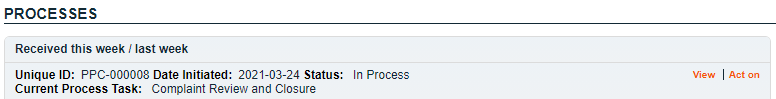 PROCESSES
Received this week / last week
Unique ID: PPC-000008 Date Initiated: 2021-03-24 Status: In Process View | Act on
Current Process Task: Complaint Review and Closure